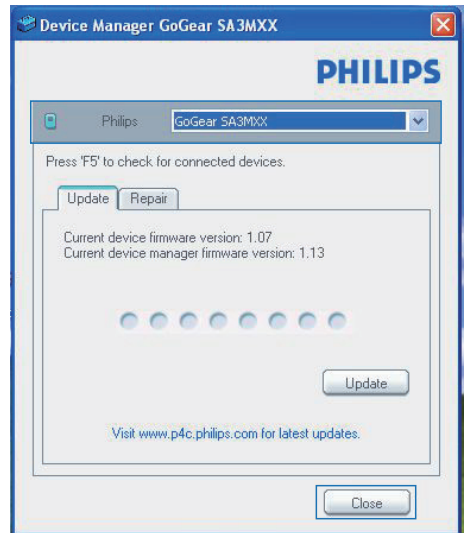 Device Manager GoGear SA3MXX
PHILIPS
Philips GoGear SA3MXX
Press 'F5' to check for connected devices.
Update Repair
Current device firmware version: 1.07
Current device manager firmware version: 1.13
Update
Visit www.p4c.philips.com for latest updates.
Close